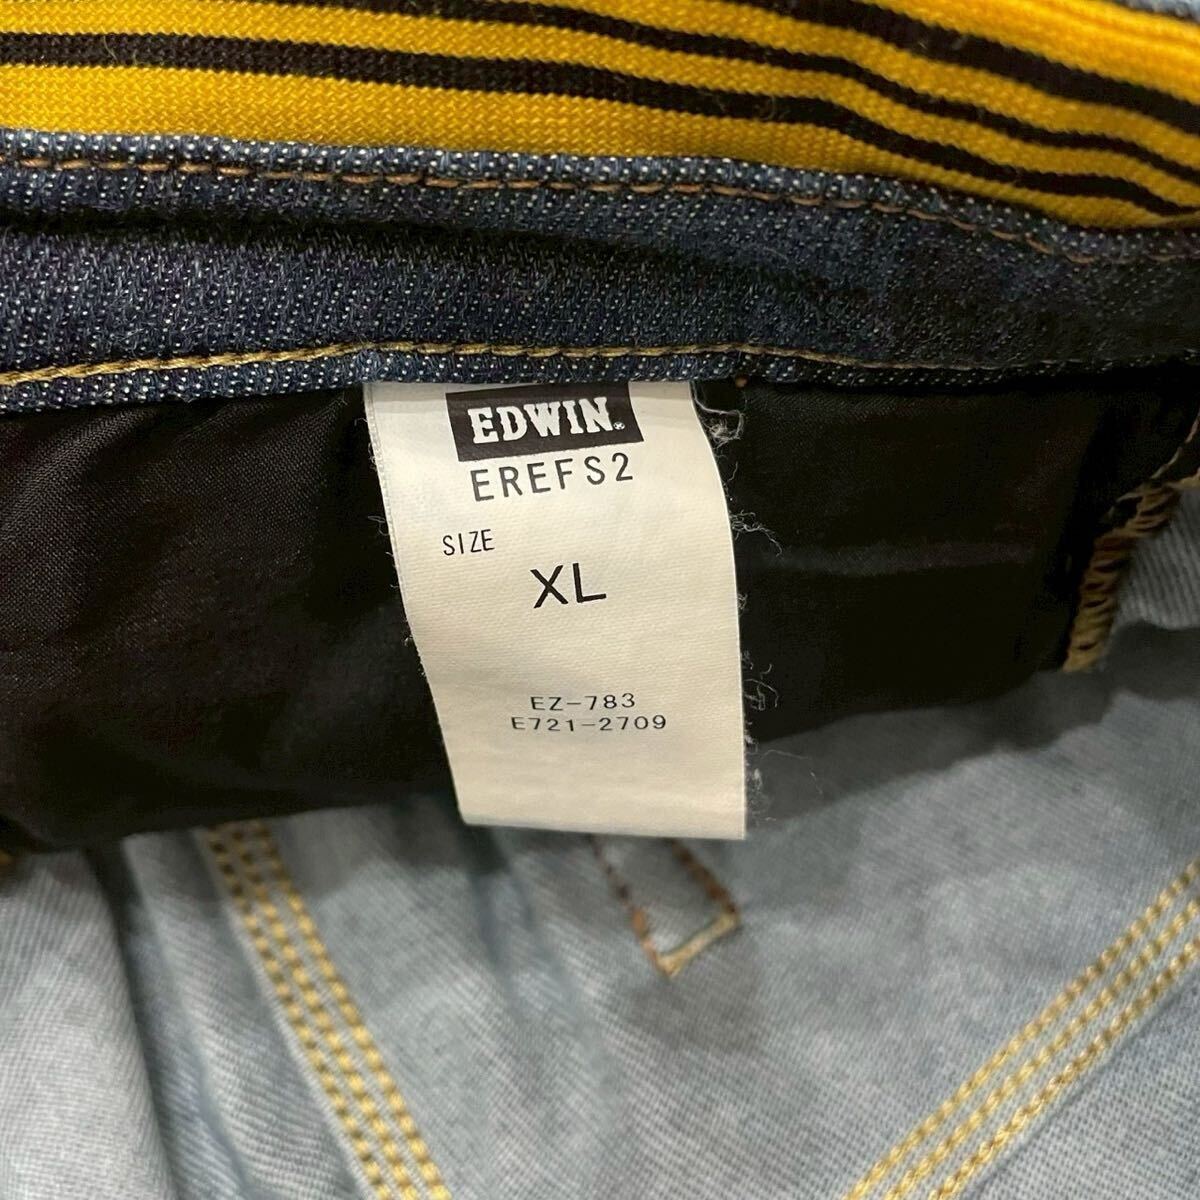 EDWIN®
EREFS2
SIZE
XL
EZ-783
E721-2709